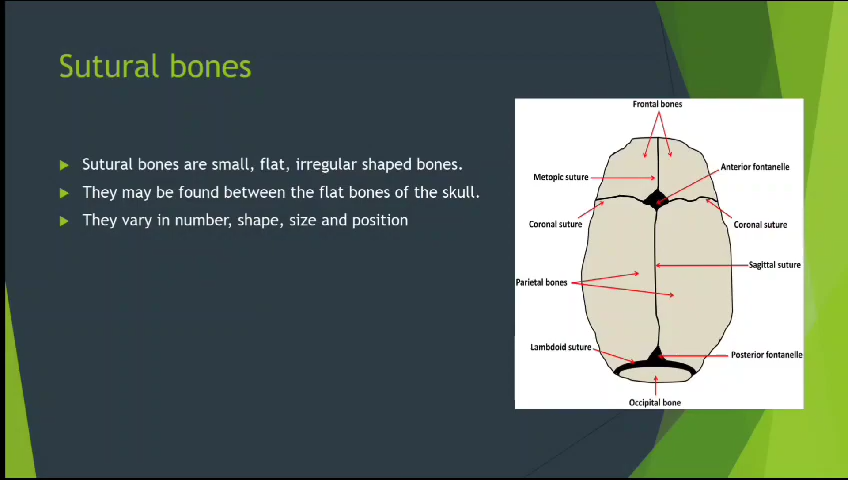 Sutural bones
Sutural bones are small, flat, irregular shaped bones.
They may be found between the flat bones of the skull.
They vary in number, shape, size and position
Frontal bones
Anterior fontanelle
Metopic suture
Coronal suture
Coronal suture
Sagittal suture
Parietal bones
Lambdoid suture
Posterior fontanelle
Occipital bone